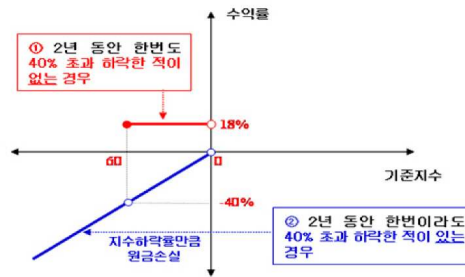 수익률
① 2년 동안 한번도
40% 초과 하락한 적이
없는 경우
18%
60
0
기준지수
-40%
지수하락률만큼
원금손실
② 2년 동안 한번이라도
40% 초과 하락한 적이 있는
경우